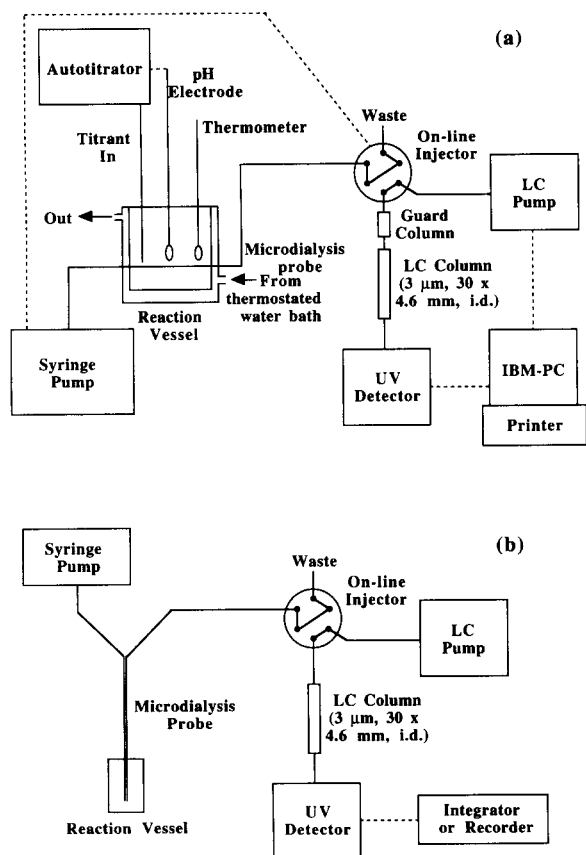 (a)
Autotitrator
pH
Electrode
Titrant
In
Thermometer
Waste
On-line
Injector
LC
Pump
Out
Guard
Column
Microdialysis
probe
From
thermostated
water bath
Reaction
Vessel
LC Column
(3 µm, 30 x
4.6 mm, i.d.)
Syringe
Pump
UV
Detector
IBM-PC
Printer
(b)
Syringe
Pump
Waste
On-line
Injector
LC
Pump
Microdialysis
Probe
LC Column
(3 µm, 30 x
4.6 mm, i.d.)
Reaction Vessel
UV
Detector
Integrator
or Recorder